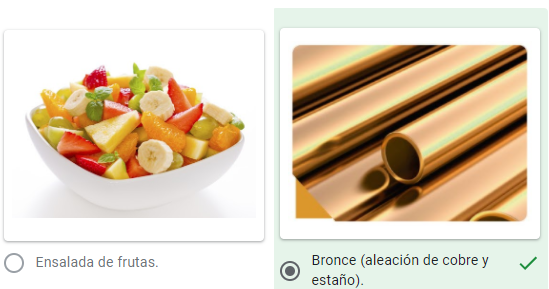 Ensalada de frutas.
Bronce (aleación de cobre y
estaño).